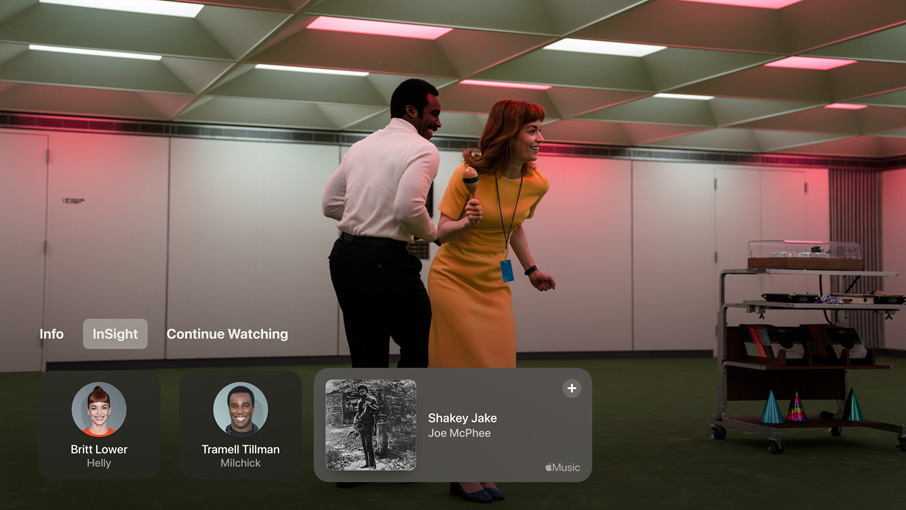 Info
InSight
Continue Watching
Britt Lower
Helly
Tramell Tillman
Milchick
Shakey Jake
Joe McPhee
Music